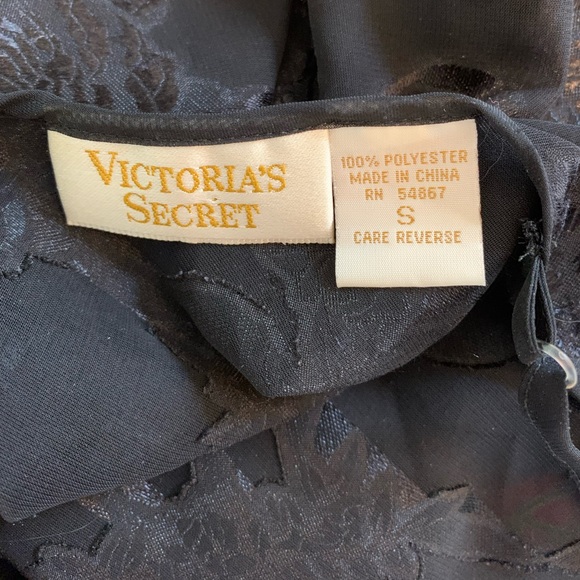 VICTORIA'S
SECRET
100% POLYESTER
MADE IN CHINA
RN 54867
S
CARE REVERSE